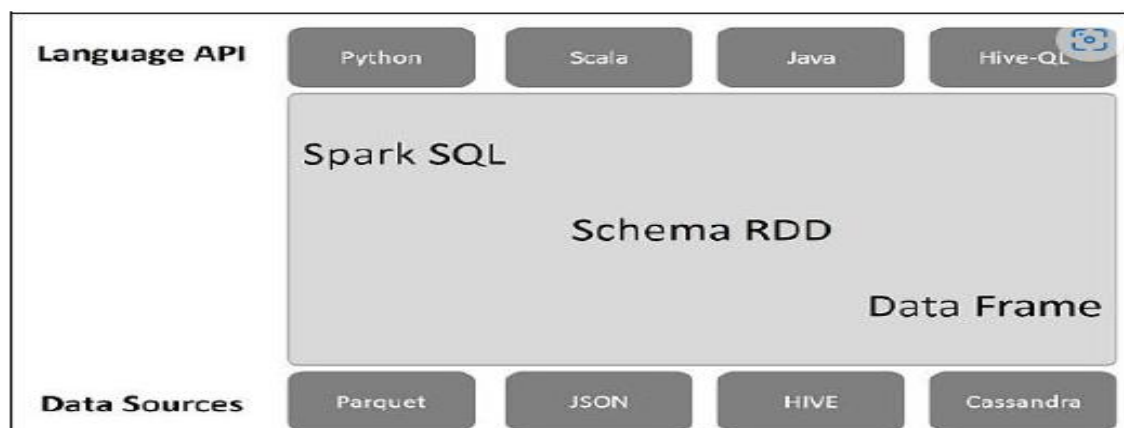 Language API
Python Scala Java Hive-QL
Spark SQL
Schema RDD
Data Frame
Data Sources
Parquet JSON HIVE Cassandra